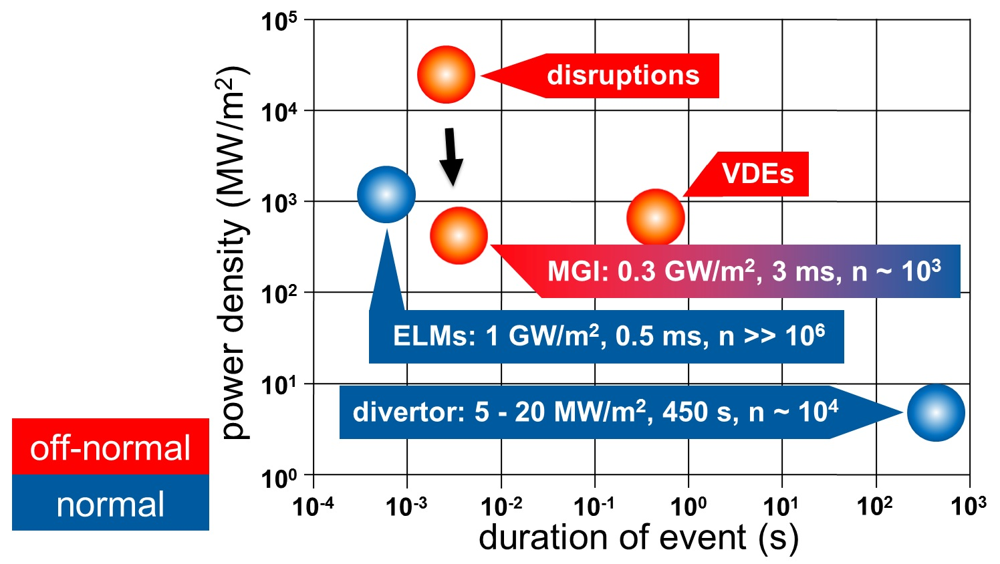 10⁵
10⁴
10³
10²
10¹
10⁰
power density (MW/m²)
disruptions
VDEs
MGI: 0.3 GW/m², 3 ms, n ~ 10³
ELMs: 1 GW/m², 0.5 ms, n >> 10⁶
divertor: 5 - 20 MW/m², 450 s, n ~ 10⁴
off-normal
normal
10⁻⁴ 10⁻³ 10⁻² 10⁻¹ 10⁰ 10¹ 10² 10³
duration of event (s)